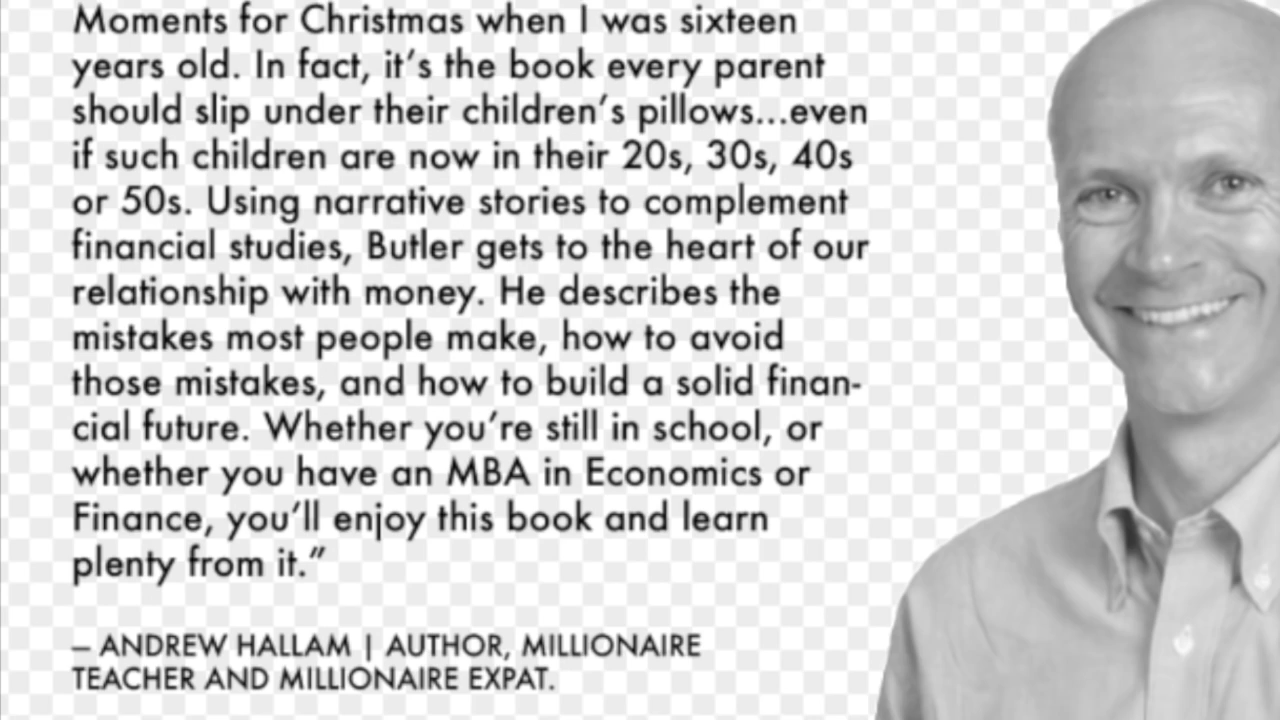 Moments for Christmas when I was sixteen
years old. In fact, it’s the book every parent
should slip under their children’s pillows...even
if such children are now in their 20s, 30s, 40s
or 50s. Using narrative stories to complement
financial studies, Butler gets to the heart of our
relationship with money. He describes the
mistakes most people make, how to avoid
those mistakes, and how to build a solid finan-
cial future. Whether you’re still in school, or
whether you have an MBA in Economics or
Finance, you’ll enjoy this book and learn
plenty from it.”
– ANDREW HALLAM | AUTHOR, MILLIONAIRE
TEACHER AND MILLIONAIRE EXPAT.